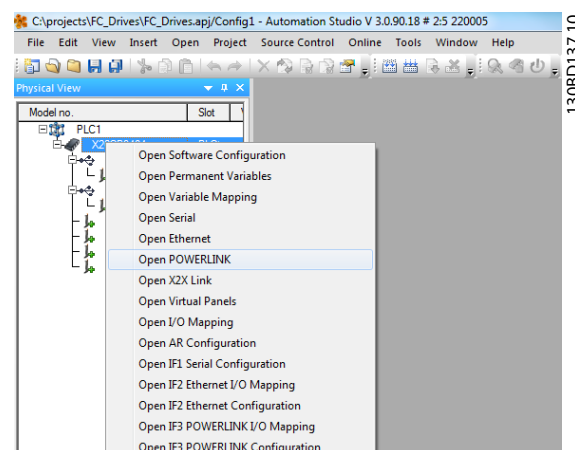 C:\projects\FC_Drives\FC_Drives.apj/Config1 - Automation Studio V 3.0.90.18 # 2:5 220005
File Edit View Insert Open Project Source Control Online Tools Window Help
Physical View
Model no. Slot
PLC1
Open Software Configuration
Open Permanent Variables
Open Variable Mapping
Open Serial
Open Ethernet
Open POWERLINK
Open X2X Link
Open Virtual Panels
Open I/O Mapping
Open AR Configuration
Open IF1 Serial Configuration
Open IF2 Ethernet I/O Mapping
Open IF2 Ethernet Configuration
Open IF3 POWERLINK I/O Mapping
Open IF3 POWERLINK Configuration
130BD137.10